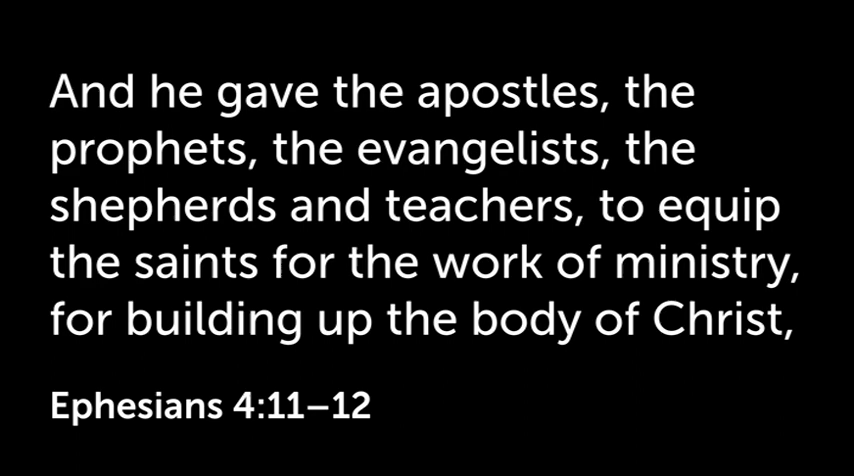 And he gave the apostles, the
prophets, the evangelists, the
shepherds and teachers, to equip
the saints for the work of ministry,
for building up the body of Christ,
Ephesians 4:11–12